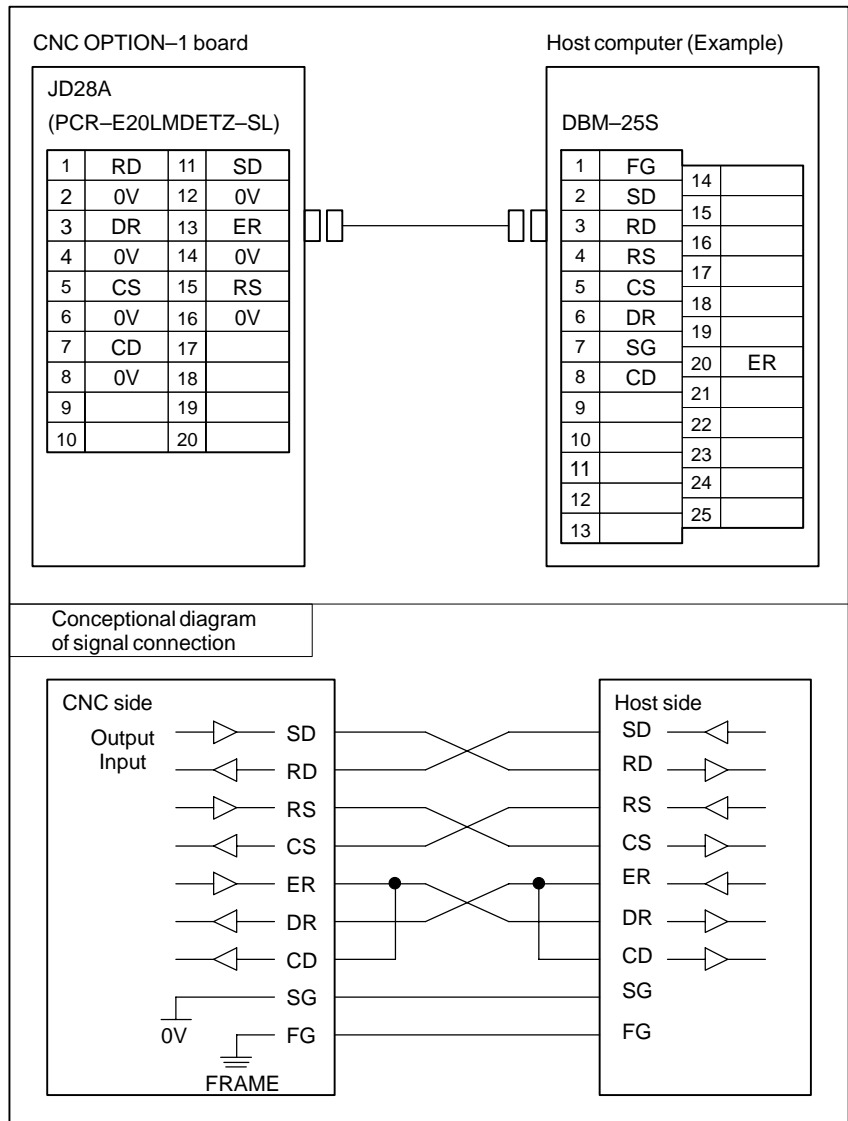 CNC OPTION–1 board
Host computer (Example)
JD28A
(PCR–E20LMDETZ–SL)
1 RD 11 SD
2 0V 12 0V
3 DR 13 ER
4 0V 14 0V
5 CS 15 RS
6 0V 16 0V
7 CD 17
8 0V 18
9 19
10 20
DBM–25S
1 FG
2 SD
3 RD
4 RS
5 CS
6 DR
7 SG
8 CD
9
10
11
12
13
14
15
16
17
18
19
20 ER
21
22
23
24
25
Conceptional diagram
of signal connection
CNC side
Output
Input
SD
RD
RS
CS
ER
DR
CD
SG
FG
0V
FRAME
Host side
SD
RD
RS
CS
ER
DR
CD
SG
FG